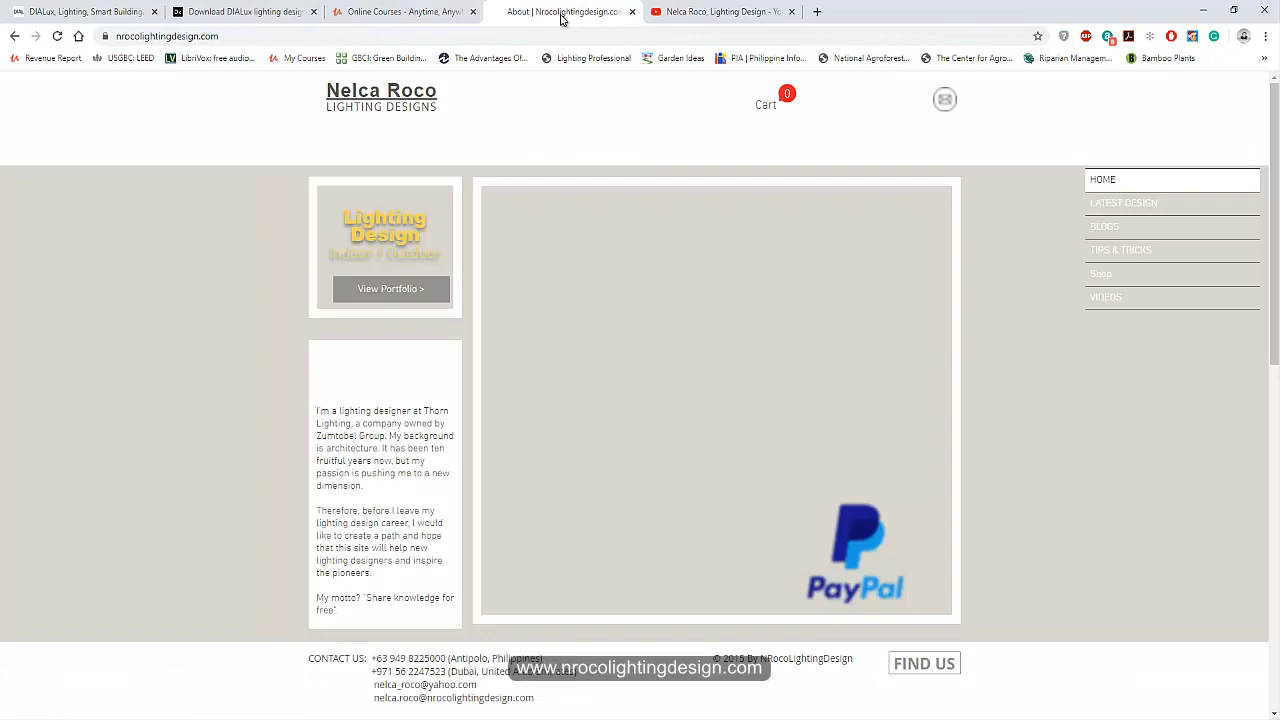 DIALux, Lighting, Smart Building
Download DIALux lighting desig
Online Courses - Anytime, Anyw
About | Nrocolightingdesign.com
Nelca Roco, Lighting Design - Yo
nrocolightingdesign.com
Revenue Report
USGBC: LEED
LibriVox: free audio...
My Courses
GBCI: Green Buildin...
The Advantages Of...
Lighting Professional
Garden Ideas
PIA | Philippine Info...
National Agroforest...
The Center for Agro...
Riparian Managem...
Bamboo Plants
Nelca Roco
LIGHTING DESIGNS
Cart
0
HOME
LATEST DESIGN
BLOGS
TIPS & TRICKS
Shop
VIDEOS
Lighting
Design
Indoor / Outdoor
View Portfolio >
I'm a lighting designer at Thorn
Lighting, a company owned by
Zumtobel Group. My background
is architecture. It has been ten
fruitful years now, but my
passion is pushing me to a new
dimension.
Therefore, before I leave my
lighting design career, I would
like to create a path and hope
that this site will help new
lighting designers and inspire
the pioneers.
My motto? "Share knowledge for
free".
PayPal
CONTACT US: +63 949 8225000 (Antipolo, Philippines)
+971 56 2247523 (Dubai, United
nelca_roco@yahoo.com
nelca.roco@nrocolightingdesign.com
© 2015 By NRocoLightingDesign
FIND US
www.nrocolightingdesign.com